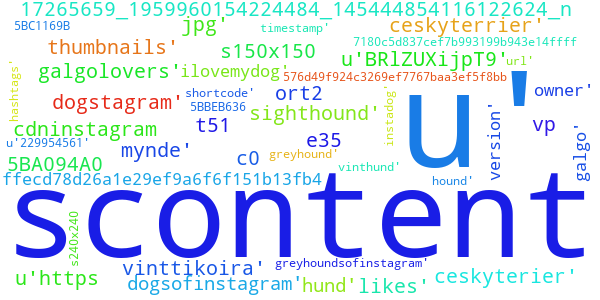 17265659_1959960154224484_145444854116122624_n
5BC1169B jpg' timestamp' ceskyterrier'
thumbnails' s150x150 7180c5d837cef7b993199b943e14ffff
u'BRlZUXijpT9' url'
galgolovers' ilovemydog' 576d49f924c3269ef7767baa3ef5f8bb
hashtags' dogstagram' shortcode' 5BBEB636 ort2 u' owner'
sighthound' instadog'
cdninstagram t51 e35 version' vp
u'229954561' mynde' c0 greyhound' galgo'
5BA094A0 vinthund'
ffecd78d26a1e29ef9a6f6f151b13fb4 hound'
scontent
s240x240
u'https vinttikoira' greyhoundsofinstagram' ceskyterier'
dogsofinstagram' hund' likes'